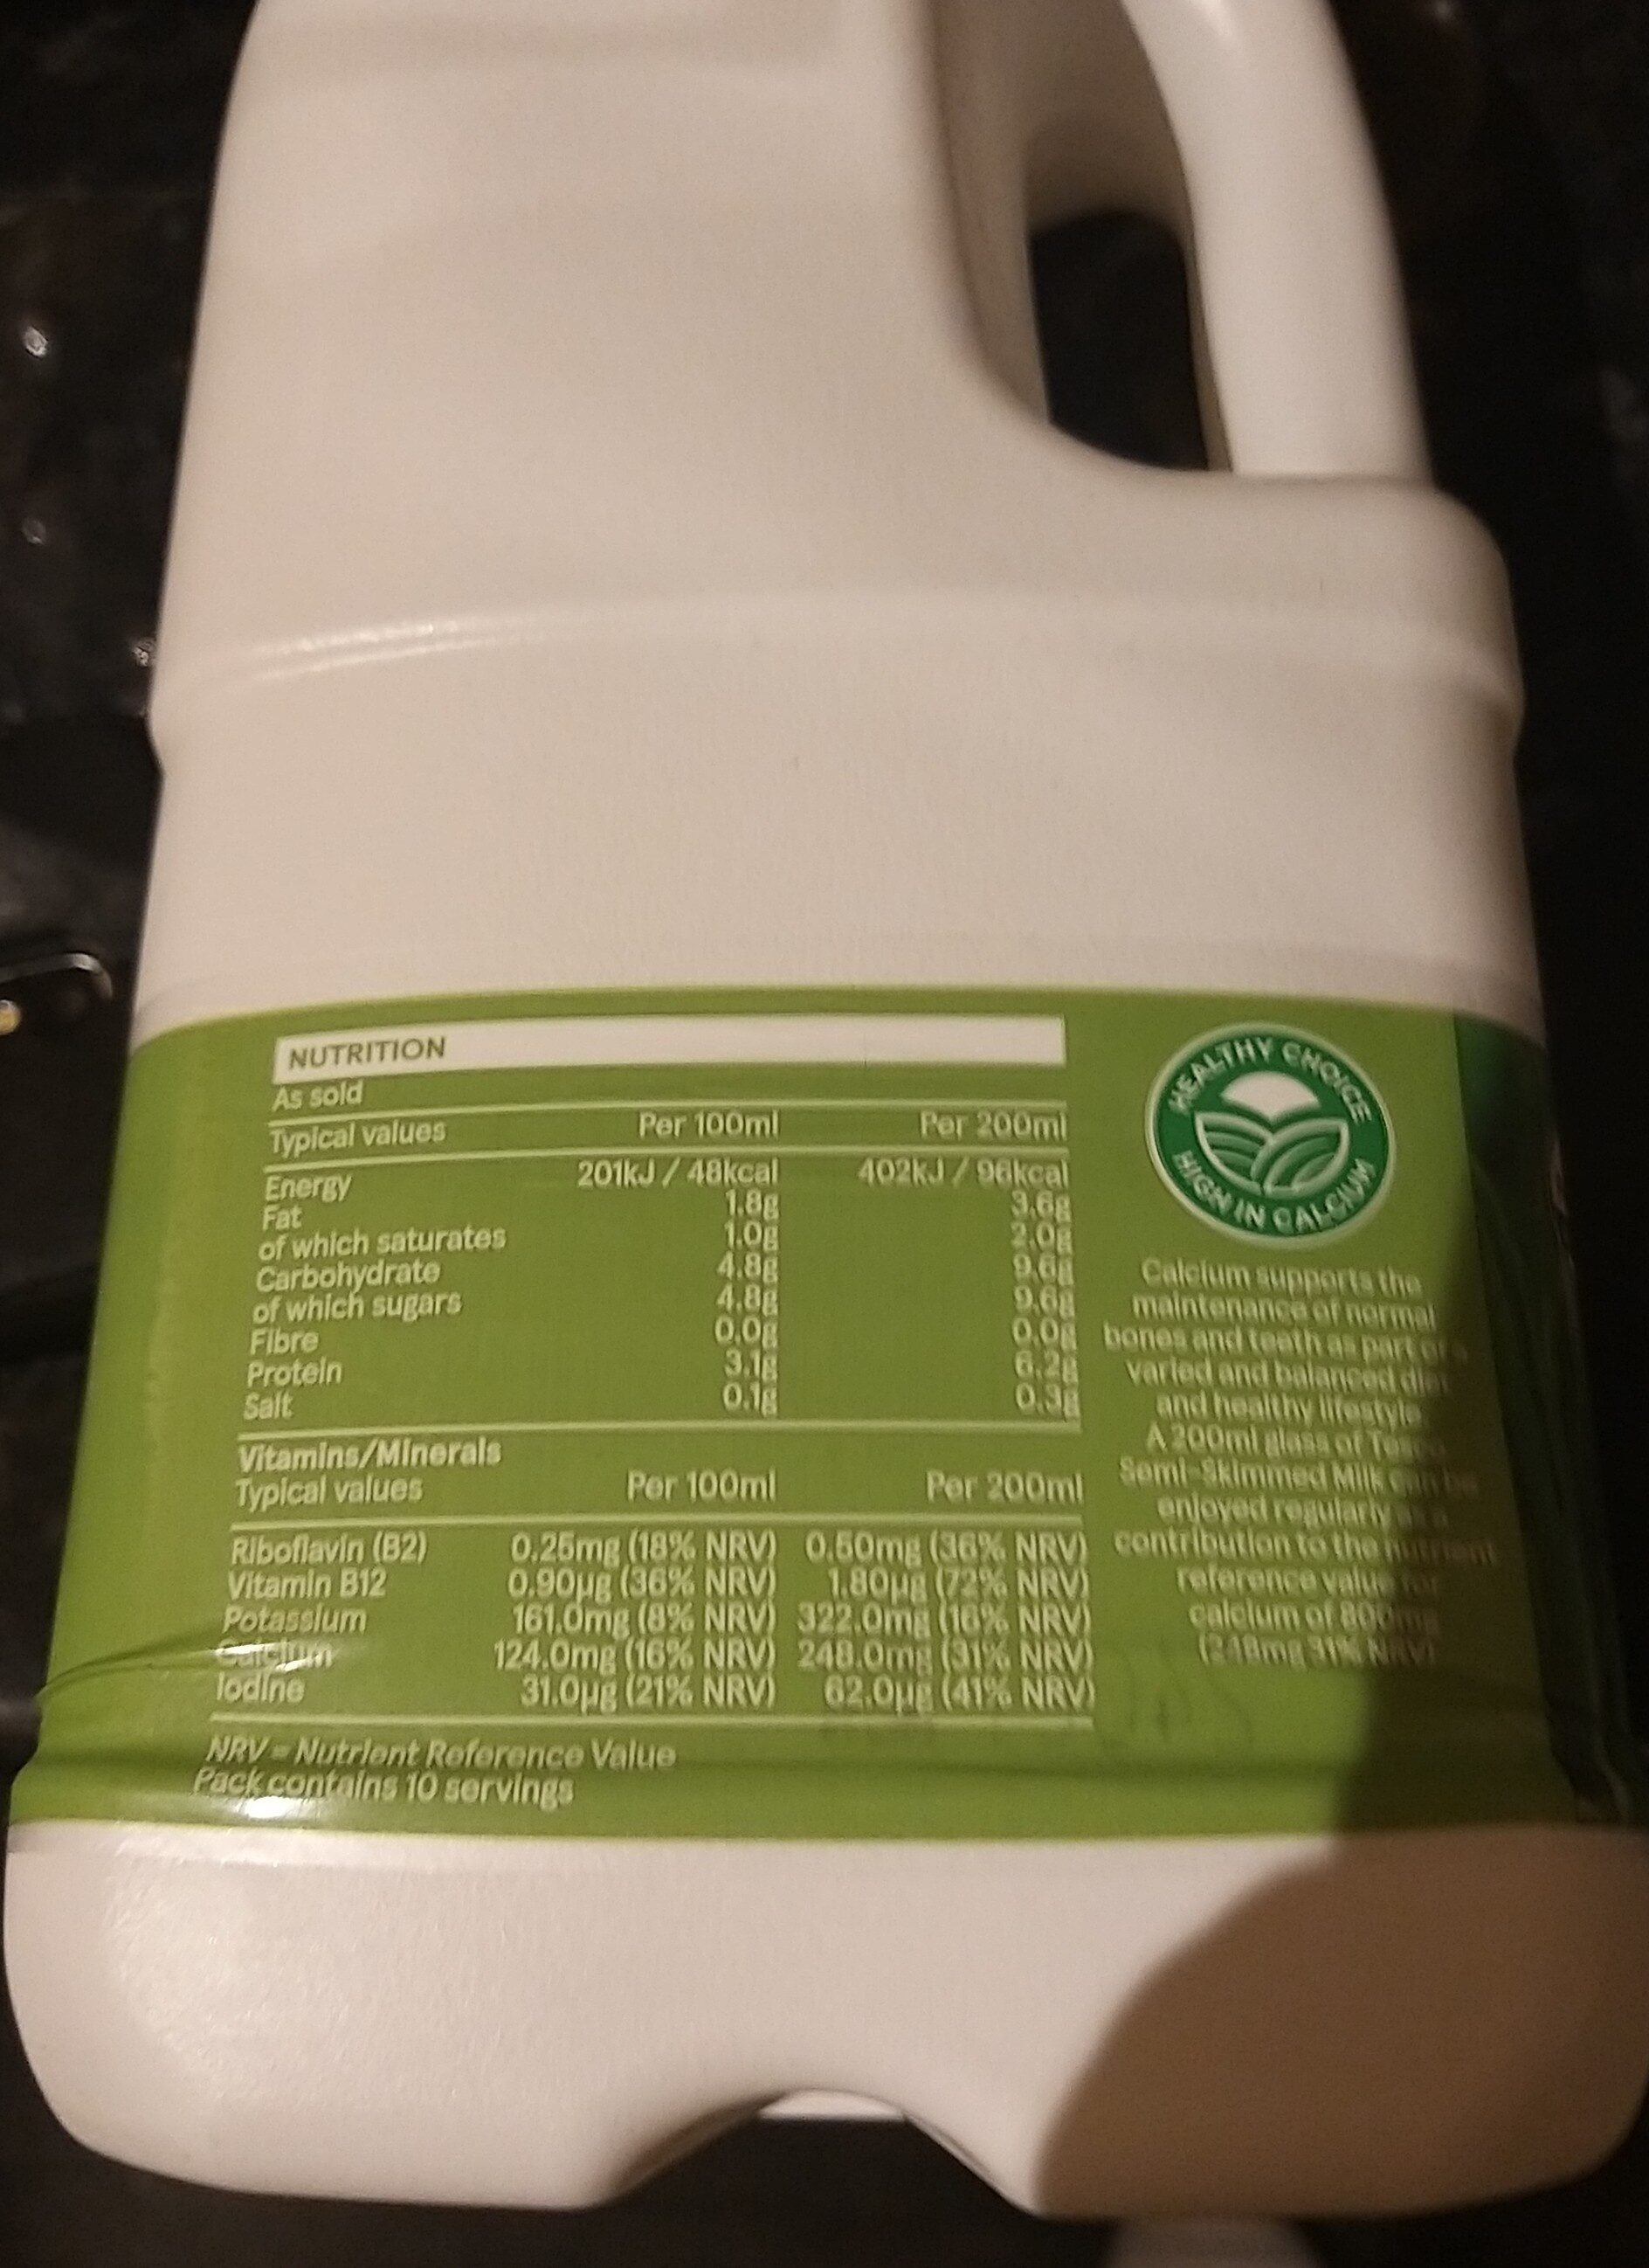 NUTRITION
As sold
Typical values Per 100ml Per 200ml
Energy 201kJ / 48kcal 402kJ / 96kcal
Fat 1.8g 3.6g
of which saturates 1.0g 2.0g
Carbohydrate 4.8g 9.6g
of which sugars 4.8g 9.6g
Fibre 0.0g 0.0g
Protein 3.1g 6.2g
Salt 0.1g 0.3g
Vitamins/Minerals
Typical values Per 100ml Per 200ml
Riboflavin (B2) 0.25mg (18% NRV) 0.50mg (36% NRV)
Vitamin B12 0.90µg (36% NRV) 1.80µg (72% NRV)
Potassium 161.0mg (8% NRV) 322.0mg (16% NRV)
Calcium 124.0mg (16% NRV) 248.0mg (31% NRV)
Iodine 31.0µg (21% NRV) 62.0µg (41% NRV)
NRV = Nutrient Reference Value
Pack contains 10 servings
HEALTHY CHOICE
HIGH IN CALCIUM
Calcium supports the
maintenance of normal
bones and teeth as part of a
varied and balanced diet
and healthy lifestyle.
A 200ml glass of Tesco
Semi-Skimmed Milk can be
enjoyed regularly as a
contribution to the nutrient
reference value for
calcium of 800mg
(248mg 31% NRV)